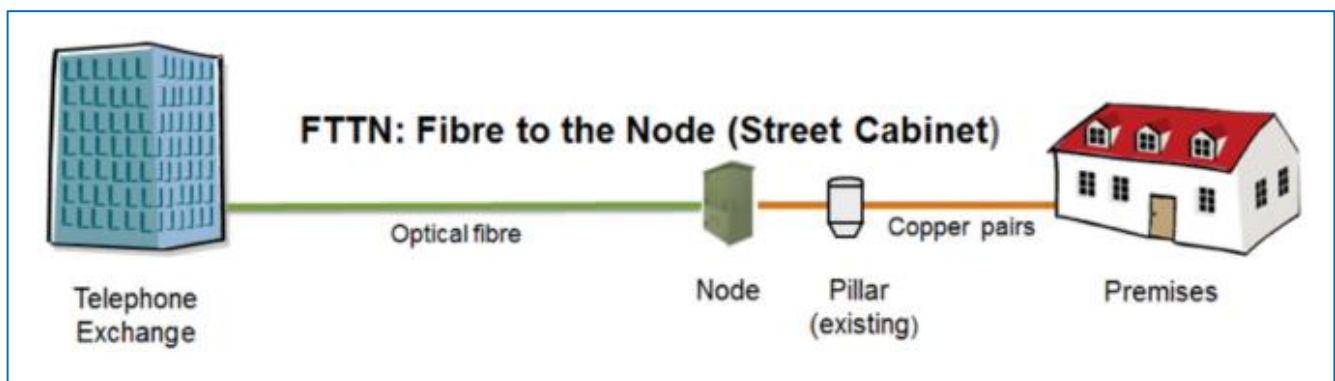 FTTN: Fibre to the Node (Street Cabinet)
Optical fibre
Copper pairs
Telephone
Exchange
Node
Pillar
(existing)
Premises